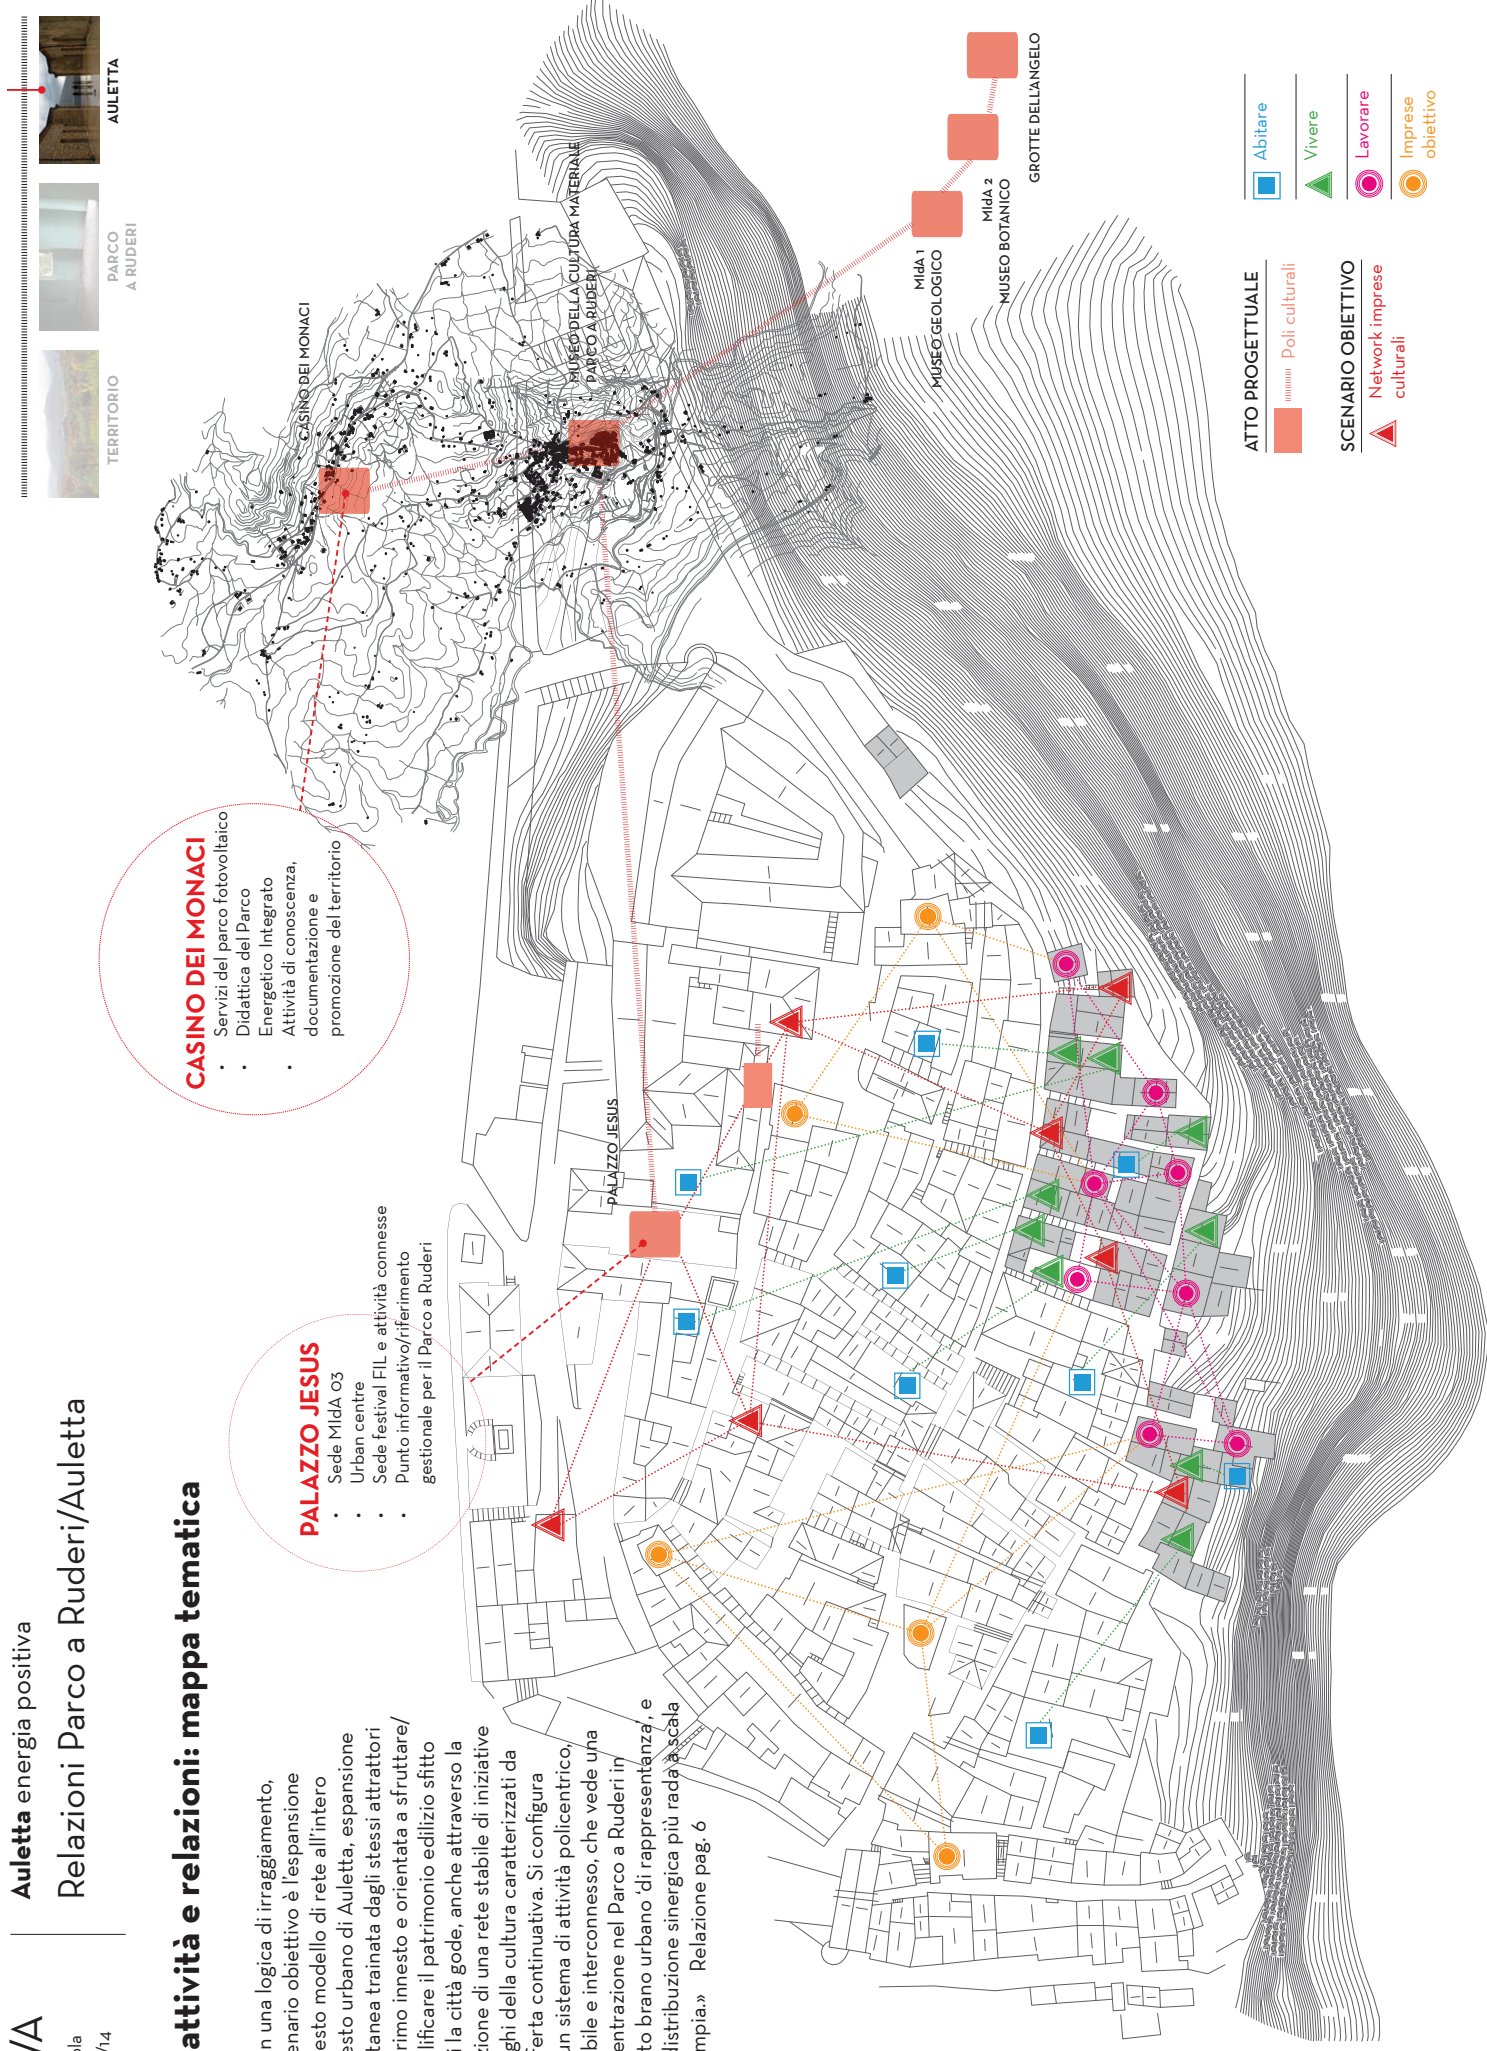 /A
ola
/14
Auletta energia positiva
Relazioni Parco a Ruderi/Auletta
TERRITORIO
PARCO
A RUDERI
AULETTA
attività e relazioni: mappa tematica
n una logica di irraggiamento,
enario obiettivo è l'espansione
esto modello di rete all'intero
esto urbano di Auletta, espansione
tanea trainata dagli stessi attrattori
rimo innesto e orientata a sfruttare/
lificare il patrimonio edilizio sfitto
i la città gode, anche attraverso la
zione di una rete stabile di iniziative
ghi della cultura caratterizzati da
ferta continuativa. Si configura
un sistema di attività policentrico,
bile e interconnesso, che vede una
entrazione nel Parco a Ruderi in
to brano urbano 'di rappresentanza', e
distribuzione sinergica più rada a scala
mpia.» Relazione pag. 6
PALAZZO JESUS
• Sede MIdA 03
• Urban centre
• Sede festival FIL e attività connesse
• Punto informativo/riferimento
gestionale per il Parco a Ruderi
CASINO DEI MONACI
• Servizi del parco fotovoltaico
• Didattica del Parco
Energetico Integrato
• Attività di conoscenza,
documentazione e
promozione del territorio
PALAZZO JESUS
CASINO DEI MONACI
MUSEO DELLA CULTURA MATERIALE
PARCO A RUDERI
MIdA 1
MUSEO GEOLOGICO
MIdA 2
MUSEO BOTANICO
GROTTE DELL'ANGELO
ATTO PROGETTUALE
Poli culturali
SCENARIO OBIETTIVO
Network imprese
culturali
Abitare
Vivere
Lavorare
Imprese
obiettivo